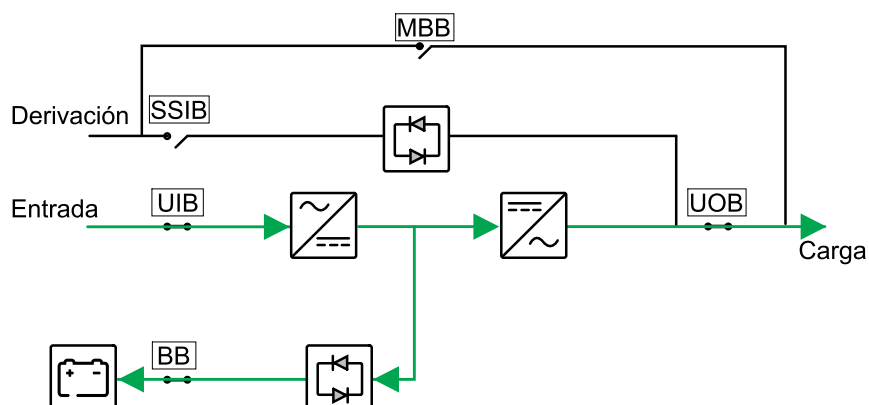 MBB
SSIB
Derivación
UIB
UOB
Entrada
Carga
BB